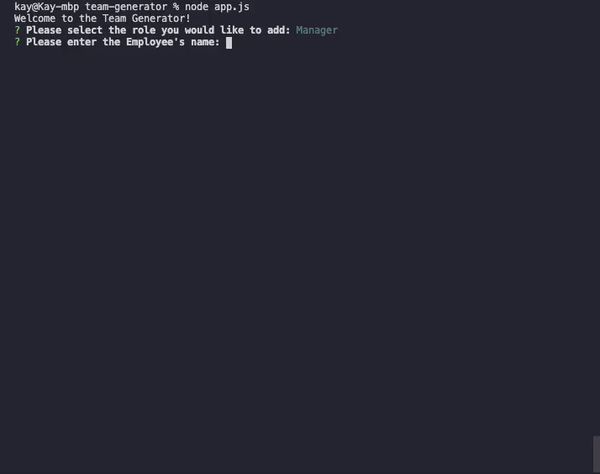 kay@Kay-mbp team-generator % node app.js
Welcome to the Team Generator!
? Please select the role you would like to add: Manager
? Please enter the Employee's name: